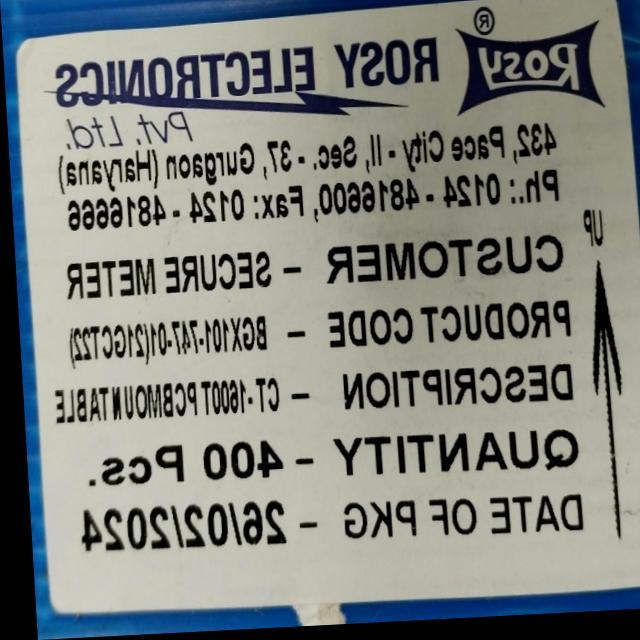 Rosy ®
ROSY ELECTRONICS
Pvt. Ltd.
432, Pace City - II, Sec. - 37, Gurgaon (Haryana)
Ph.: 0124 - 4816600, Fax: 0124 - 4816666
UP
CUSTOMER - SECURE METER
PRODUCT CODE - BGX101-747-01(21GCT22)
DESCRIPTION - CT-1600T PCBMOUNTABLE
QUANTITY - 400 Pcs.
DATE OF PKG - 26/02/2024